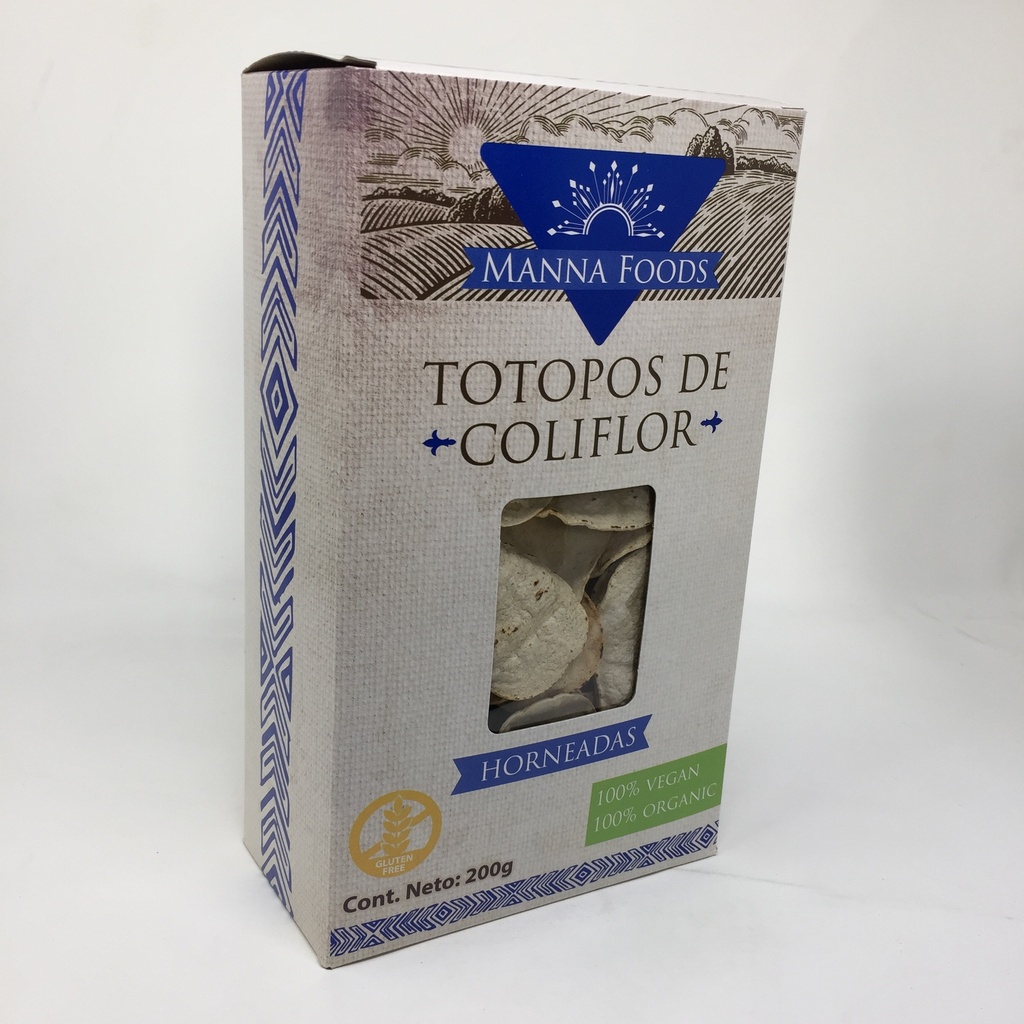 MANNA FOODS
TOTOPOS DE
COLIFLOR
HORNEADAS
100% VEGAN
100% ORGANIC
GLUTEN
FREE
Cont. Neto: 200g